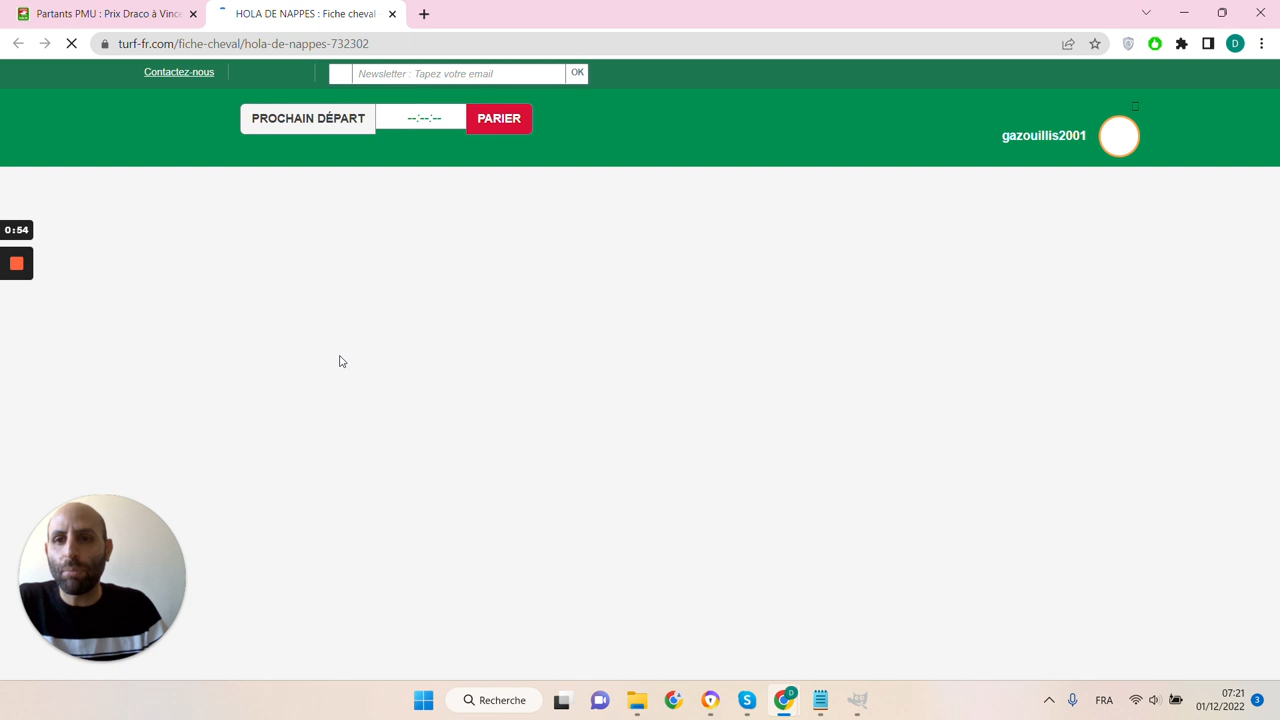 Partants PMU : Prix Draco à Vince
HOLA DE NAPPES : Fiche cheval
turf-fr.com/fiche-cheval/hola-de-nappes-732302
D
Contactez-nous
Newsletter : Tapez votre email
OK
PROCHAIN DÉPART
--:--:--
PARIER
gazouillis2001
0:54
Recherche
D
FRA
07:21
01/12/2022
3